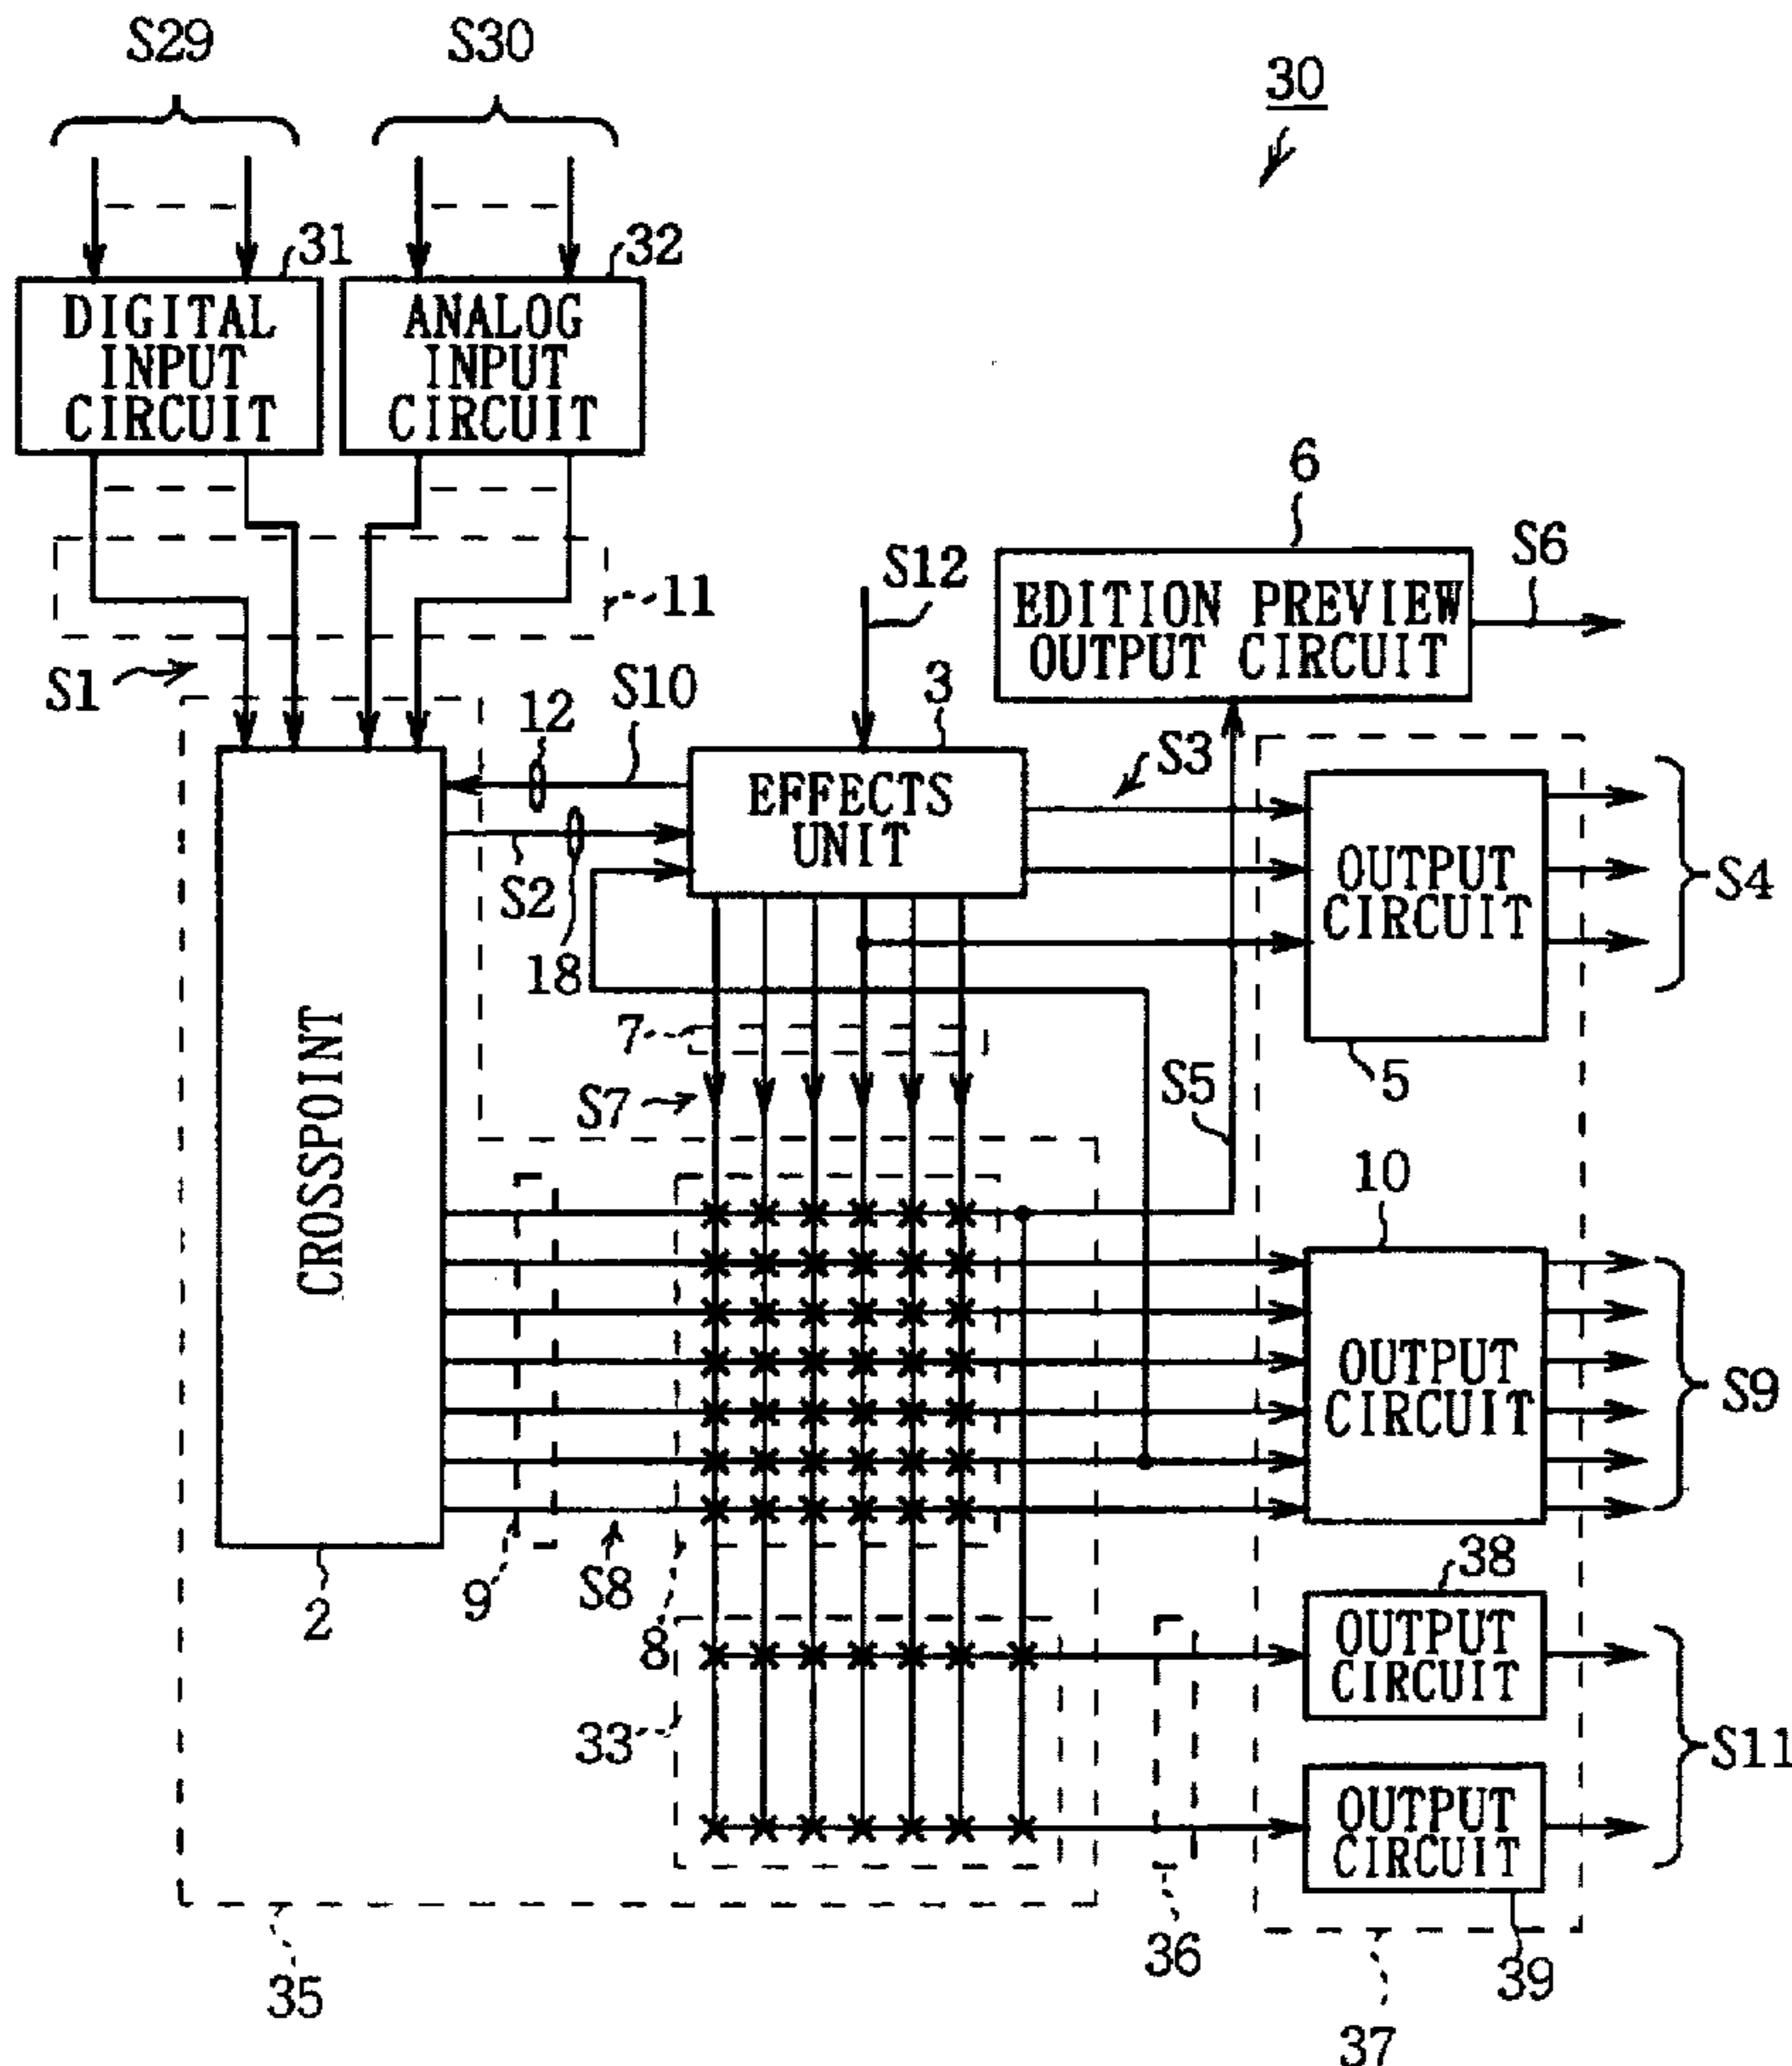 S29
S30
30
31
32
DIGITAL
INPUT
CIRCUIT
ANALOG
INPUT
CIRCUIT
6
11
S12
S6
EDITION PREVIEW
OUTPUT CIRCUIT
S1
12
S10
3
S3
EFFECTS
UNIT
S2
18
OUTPUT
CIRCUIT
S4
7
S7
S5
5
CROSSPOINT
10
OUTPUT
CIRCUIT
S9
2
9
S8
8
38
OUTPUT
CIRCUIT
33
S11
OUTPUT
CIRCUIT
35
36
39
37